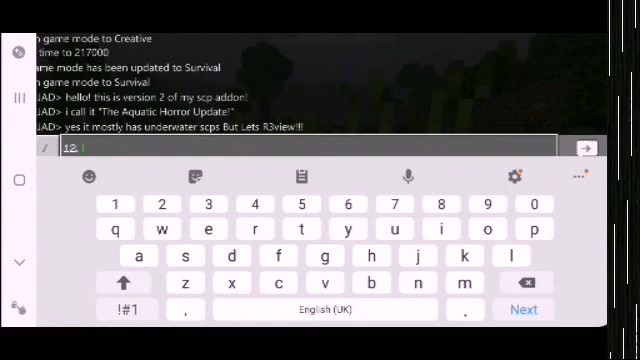 n game mode to Creative
time to 217000
ame mode has been updated to Survival
n game mode to Survival
JAD> hello! this is version 2 of my scp addon!
JAD> i call it "The Aquatic Horror Update!"
JAD> yes it mostly has underwater scps But Lets R3view!!!
/ 12.
1 2 3 4 5 6 7 8 9 0
q w e r t y u i o p
a s d f g h j k l
z x c v b n m
!#1 , English (UK) . Next